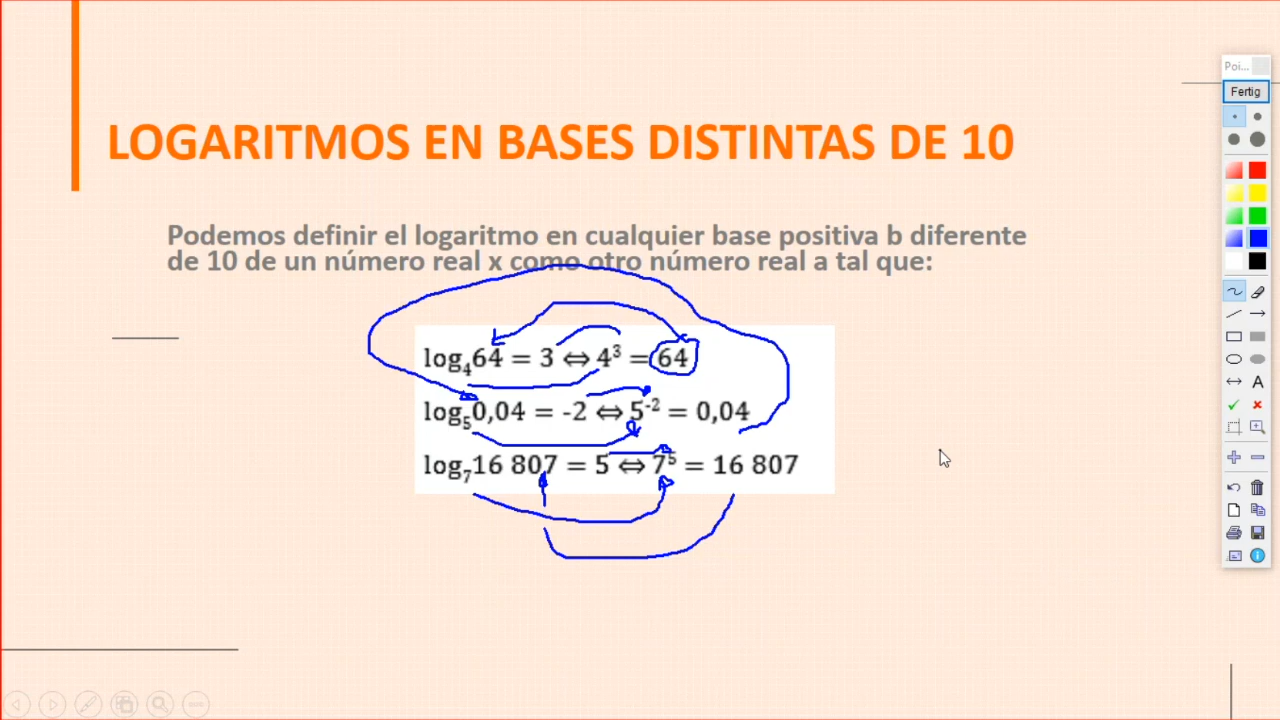 LOGARITMOS EN BASES DISTINTAS DE 10
Podemos definir el logaritmo en cualquier base positiva b diferente
de 10 de un número real x como otro número real a tal que:
log₄64 = 3 ⇔ 4³ = 64
log₅0,04 = -2 ⇔ 5⁻² = 0,04
log₇16 807 = 5 ⇔ 7⁵ = 16 807
Poi...
Fertig
A